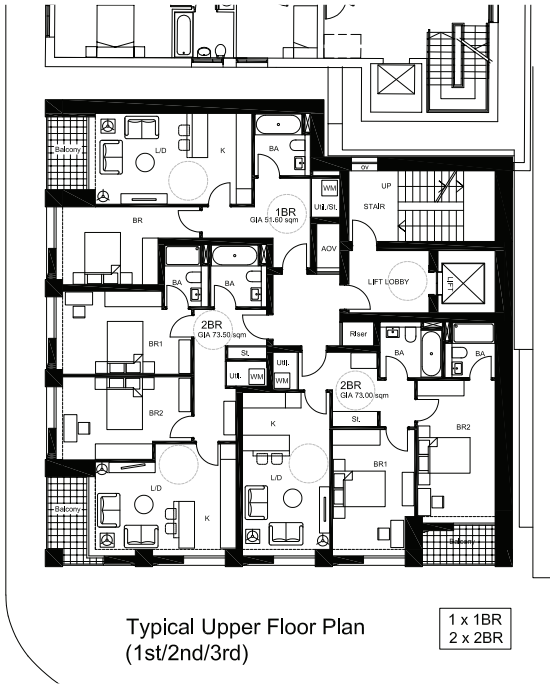 L/D
K
BA
Balcony
WM
OV
UP
1BR
Util./St.
STAIR
GIA 51.60 sqm
BR
AOV
BA
BA
LIFT LOBBY
LIFT
2BR
GIA 73.50 sqm
Riser
BR1
St.
BA
BA
Util.
WM
Util.
WM
2BR
GIA 73.00 sqm
BR2
St.
K
BR2
BR1
L/D
L/D
Balcony
K
Balcony
Typical Upper Floor Plan
(1st/2nd/3rd)
1 x 1BR
2 x 2BR